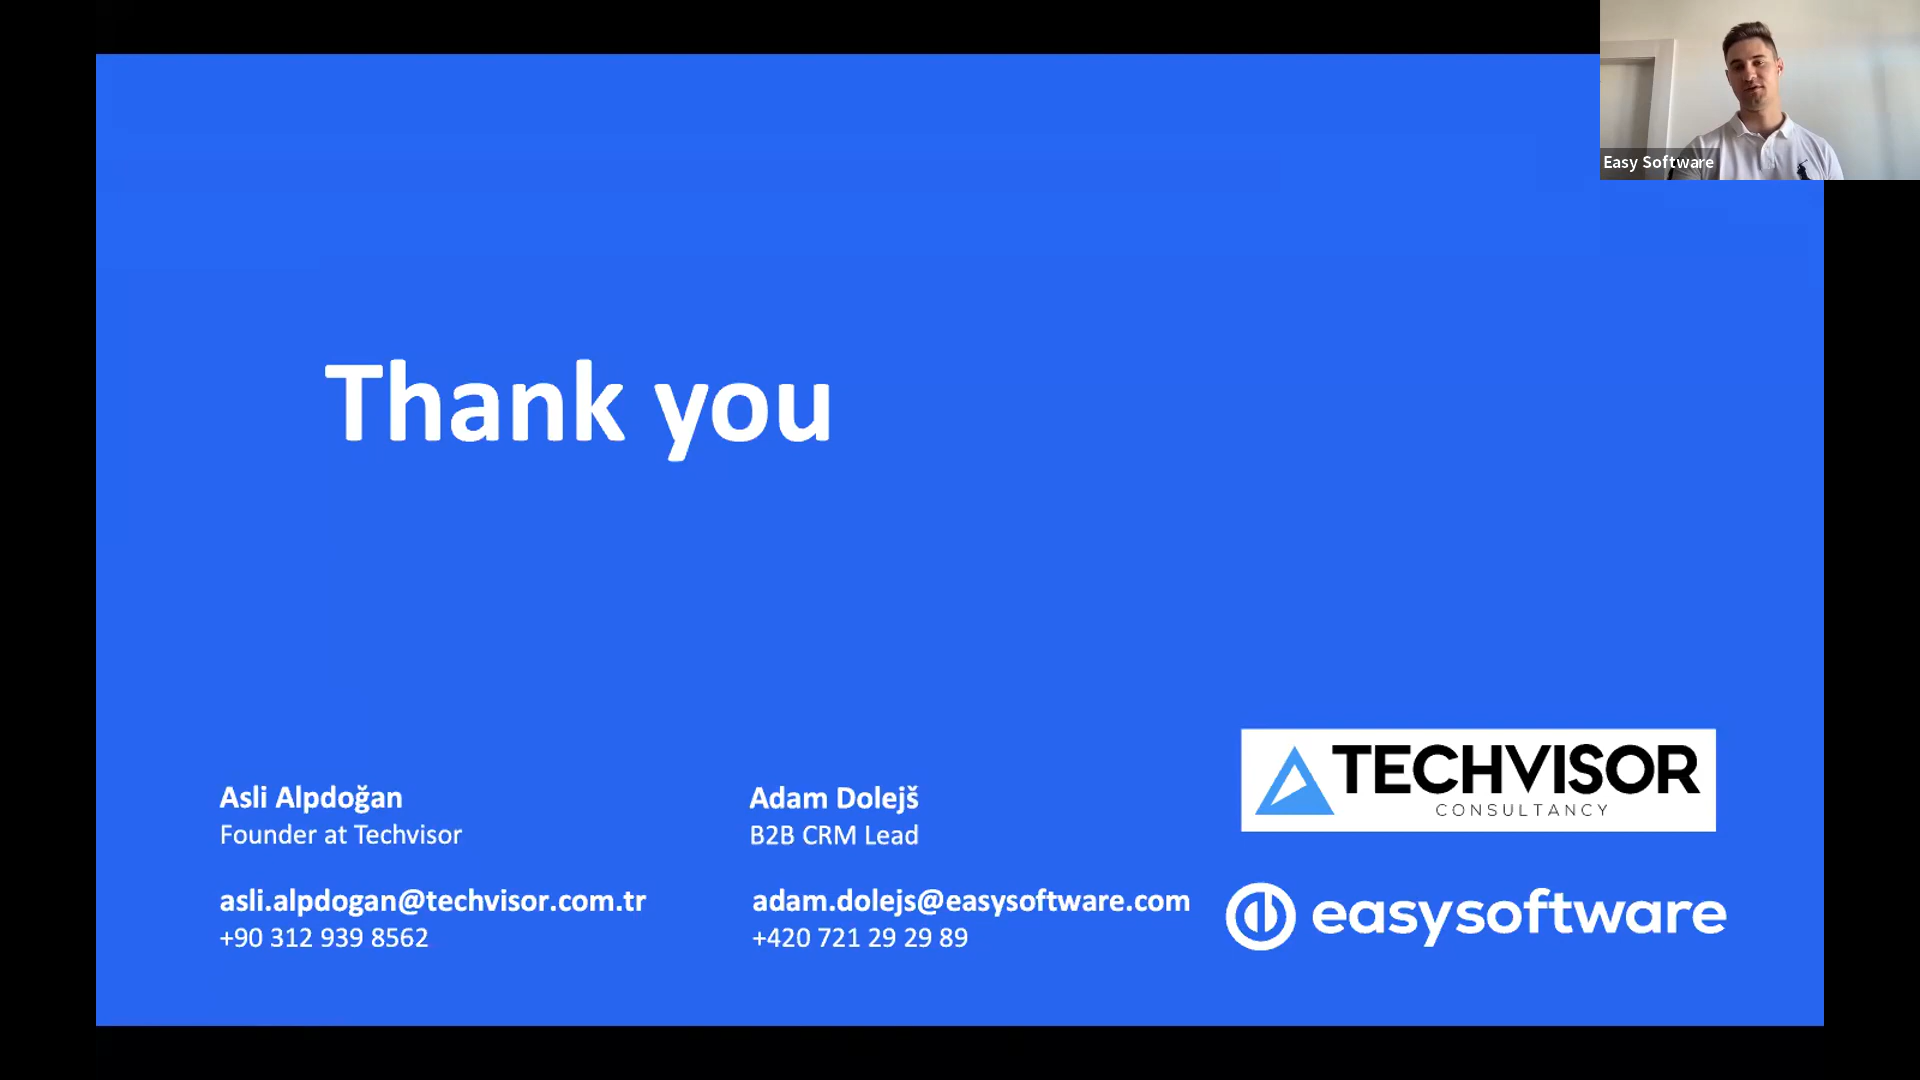 Easy Software
Thank you
Asli Alpdoğan
Founder at Techvisor
asli.alpdogan@techvisor.com.tr
+90 312 939 8562
Adam Dolejš
B2B CRM Lead
adam.dolejs@easysoftware.com
+420 721 29 29 89
TECHVISOR
CONSULTANCY
easysoftware